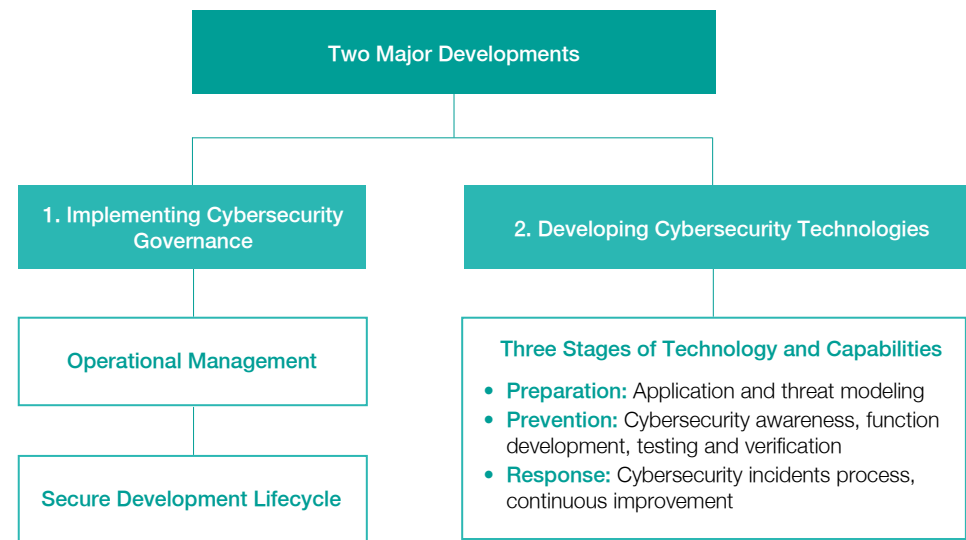 Two Major Developments
1. Implementing Cybersecurity
Governance
Operational Management
Secure Development Lifecycle
2. Developing Cybersecurity Technologies
Three Stages of Technology and Capabilities
• Preparation: Application and threat modeling
• Prevention: Cybersecurity awareness, function
development, testing and verification
• Response: Cybersecurity incidents process,
continuous improvement